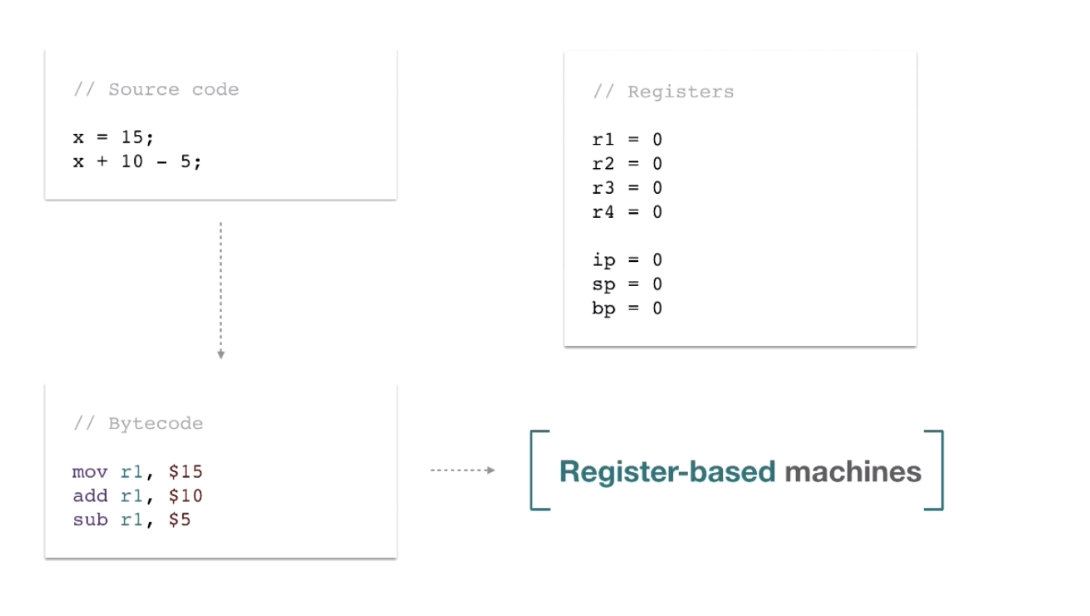 // Source code
x = 15;
x + 10 - 5;
// Registers
r1 = 0
r2 = 0
r3 = 0
r4 = 0
ip = 0
sp = 0
bp = 0
// Bytecode
mov r1, $15
add r1, $10
sub r1, $5
Register-based machines